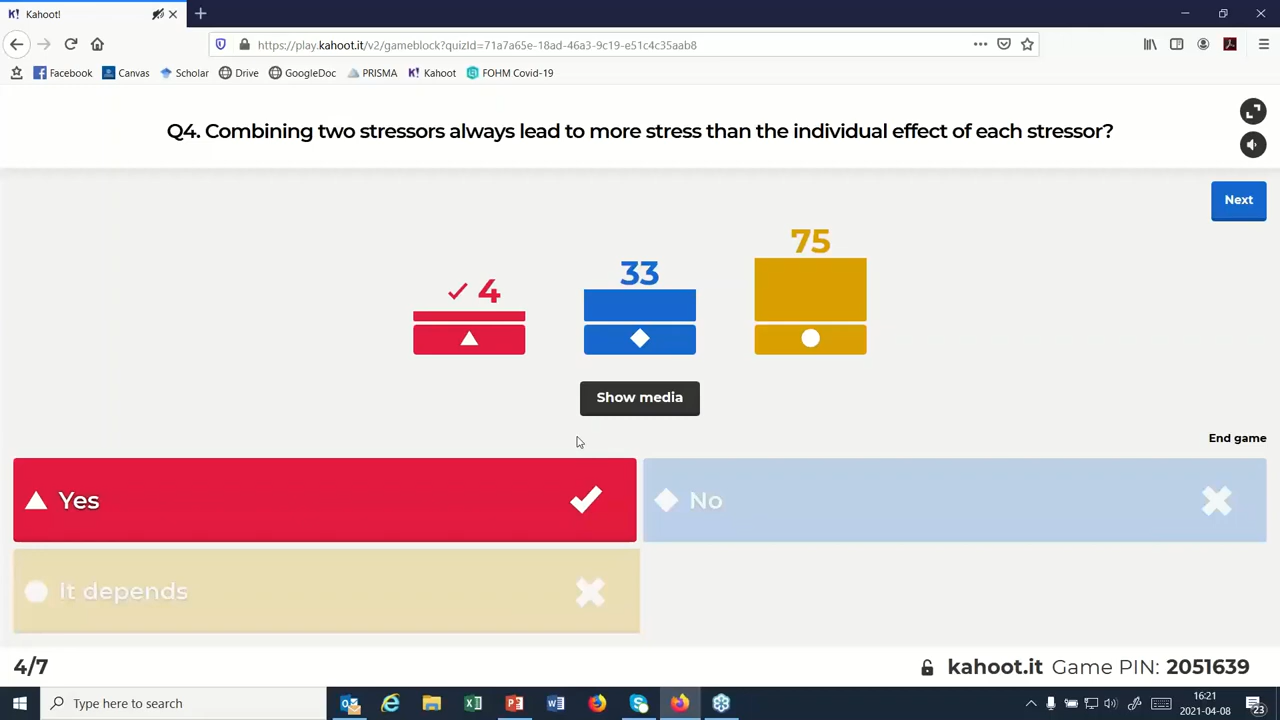 K! Kahoot!
https://play.kahoot.it/v2/gameblock?quizId=71a7a65e-18ad-46a3-9c19-e51c4c35aab8
Facebook Canvas Scholar Drive GoogleDoc PRISMA K! Kahoot FOHM Covid-19
Q4. Combining two stressors always lead to more stress than the individual effect of each stressor?
Next
4 33 75
Show media
End game
Yes No
It depends
4/7 kahoot.it Game PIN: 2051639
Type here to search
16:21
2021-04-08
23